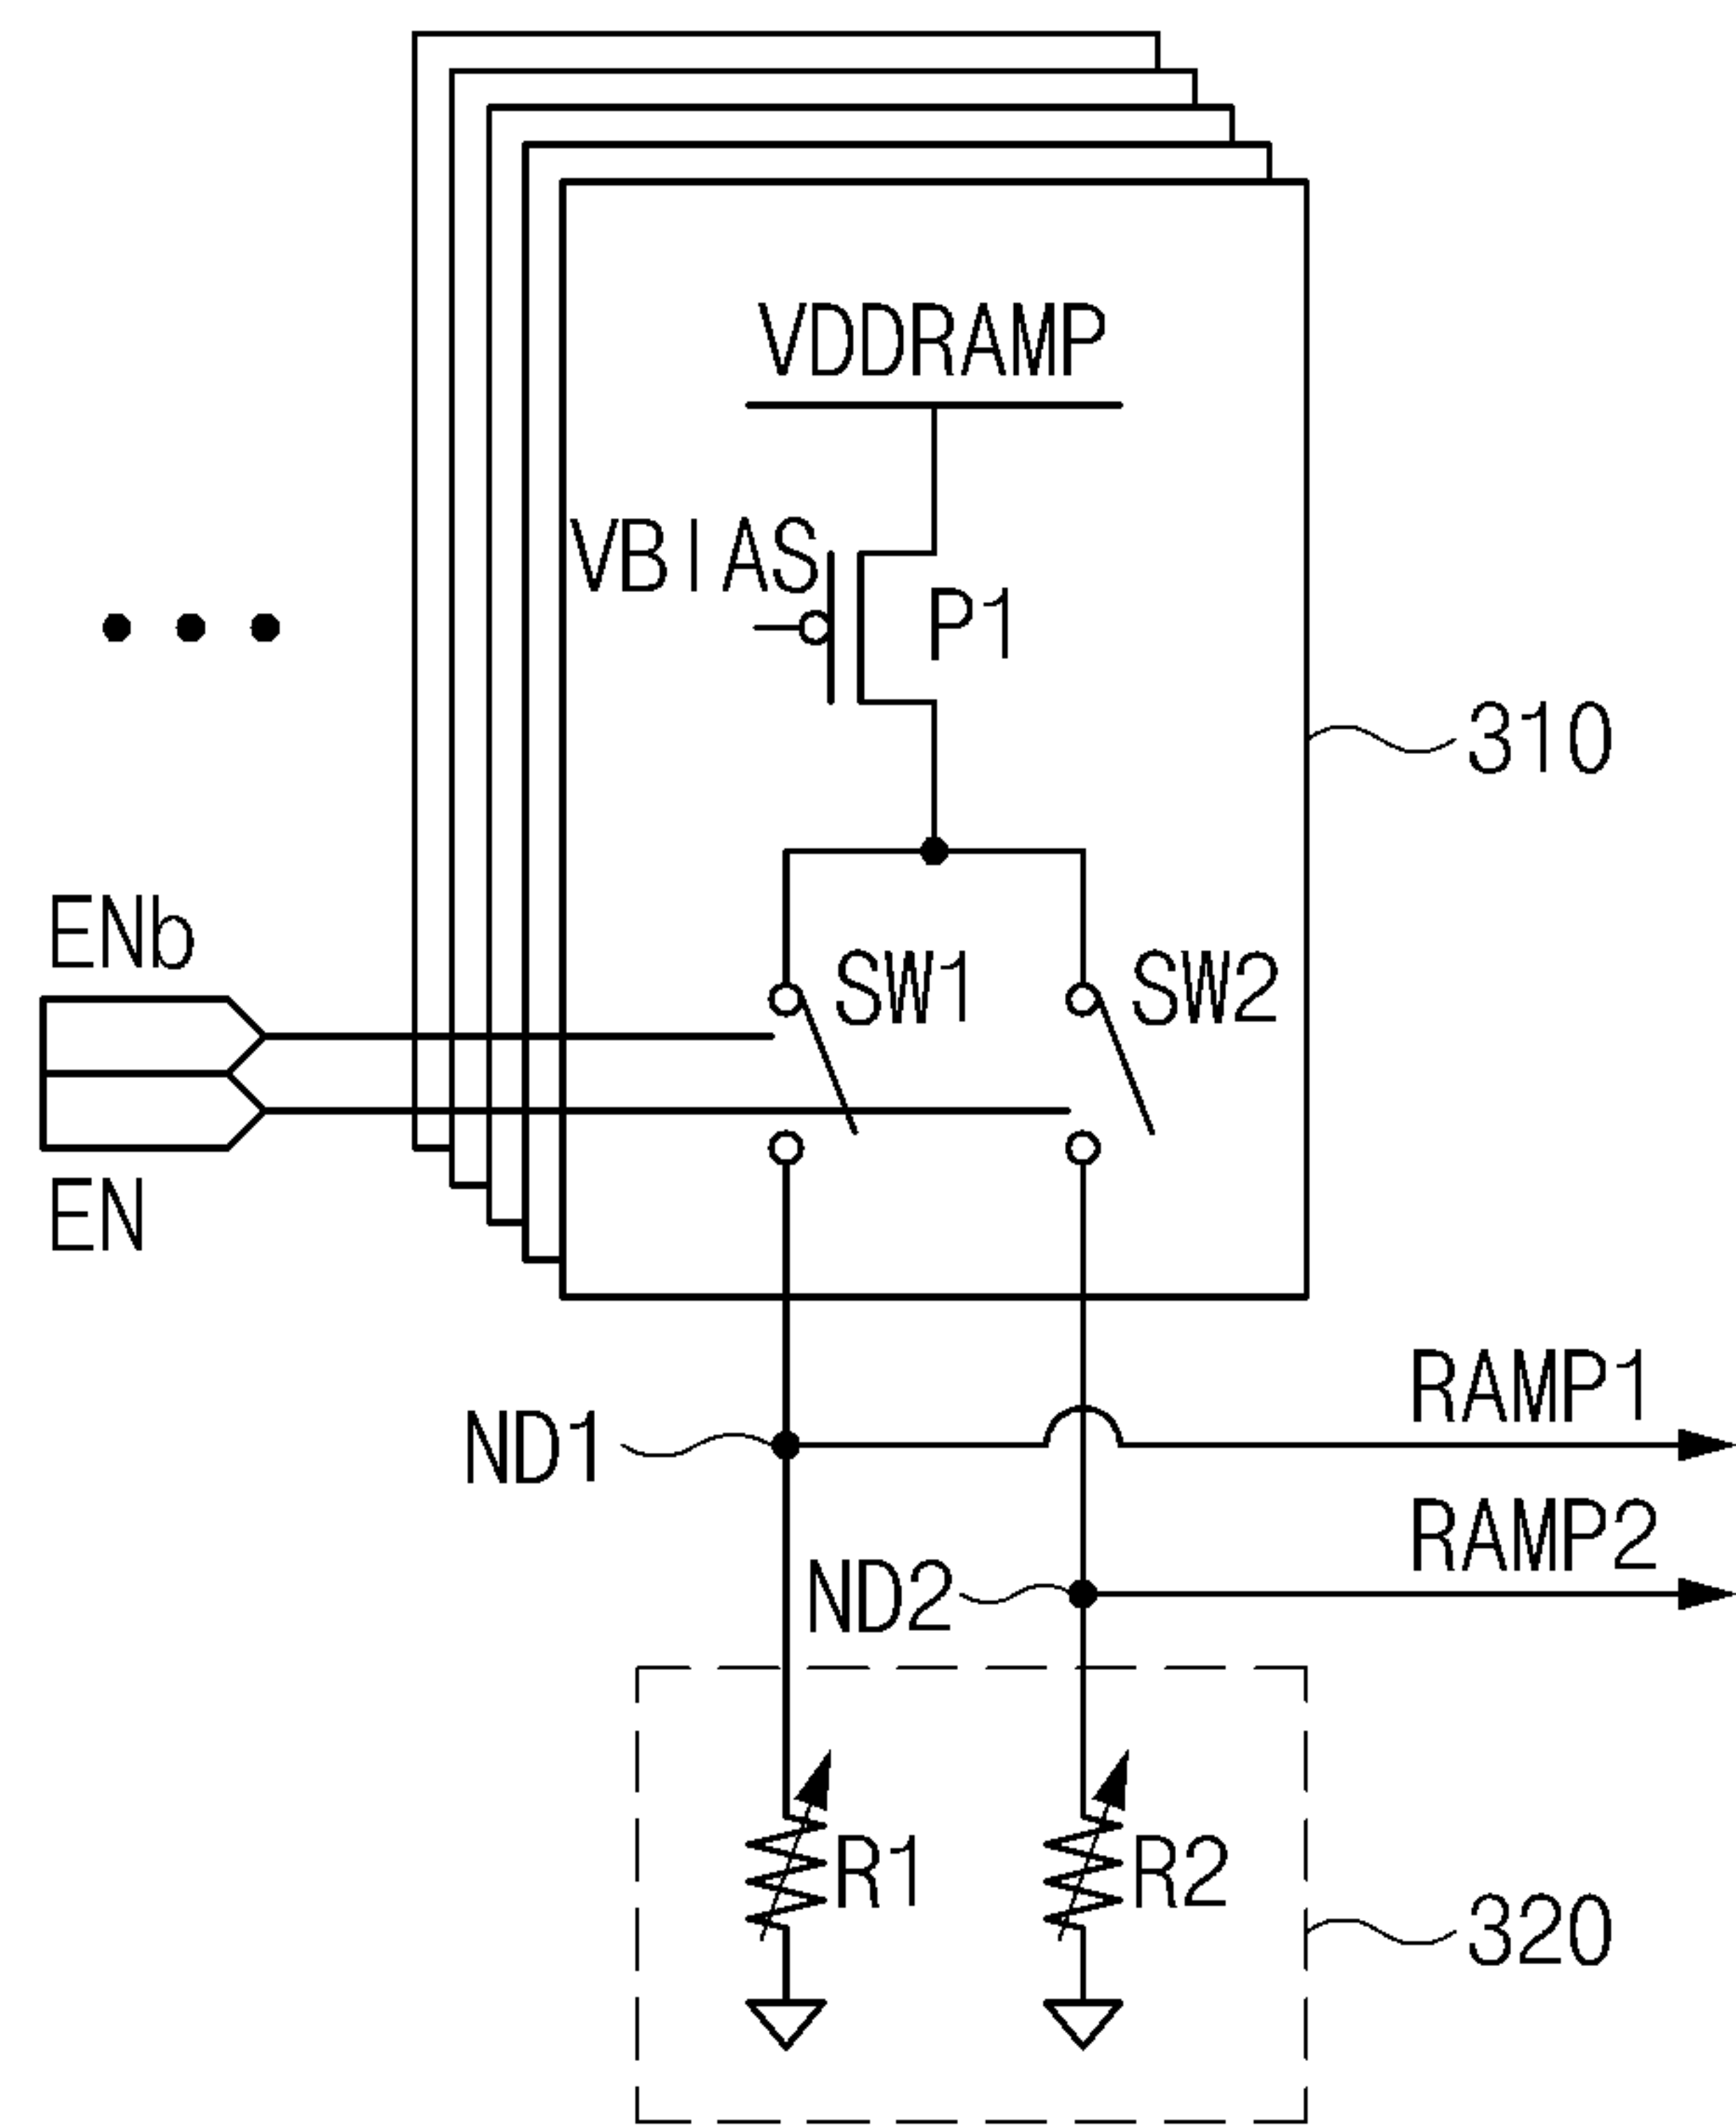 VDDRAMP
VBIAS
P1
310
ENb
SW1
SW2
EN
RAMP1
ND1
RAMP2
ND2
R1
R2
320